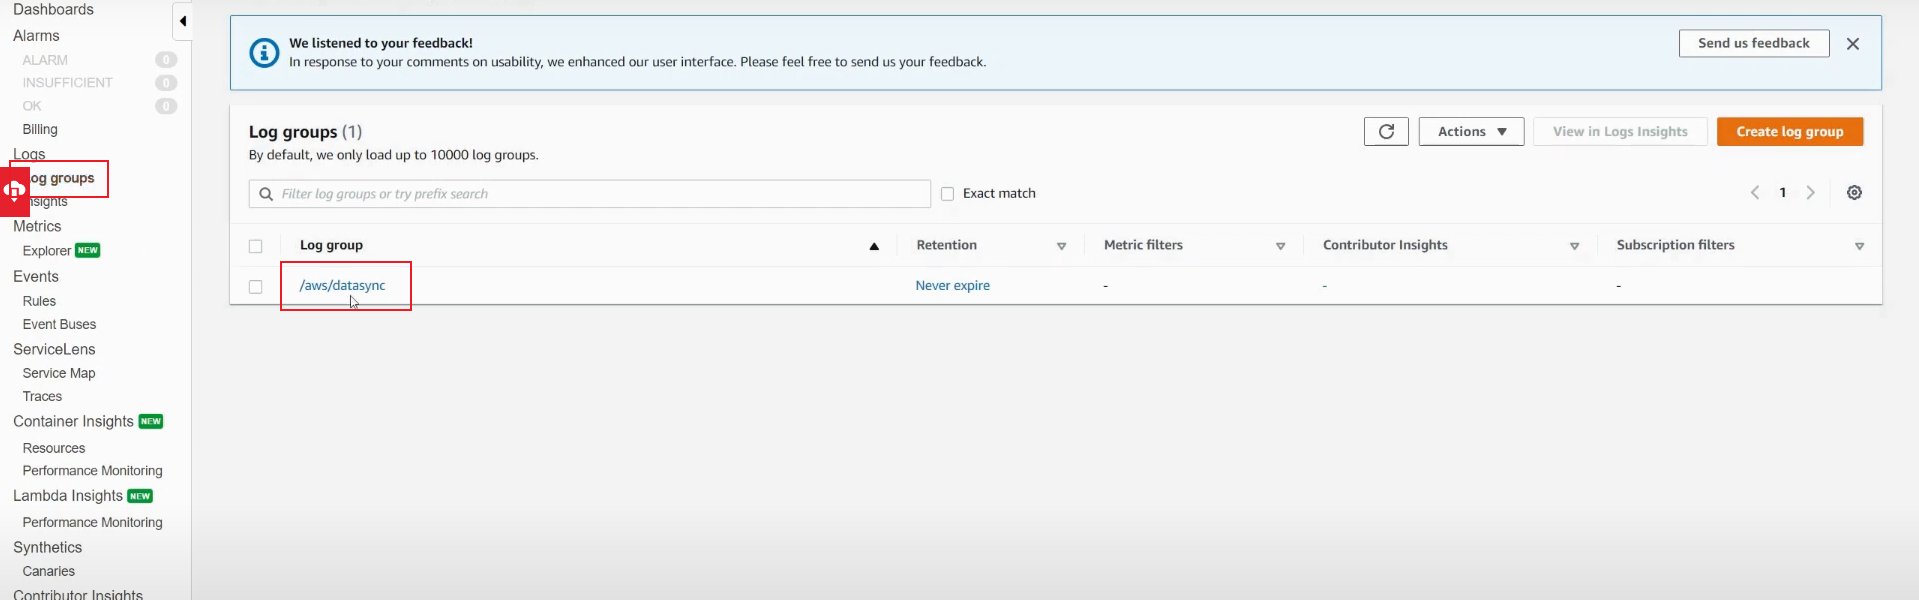 Dashboards
Alarms
ALARM 0
INSUFFICIENT 0
OK 0
Billing
Logs
Log groups
Insights
Metrics
Explorer NEW
Events
Rules
Event Buses
ServiceLens
Service Map
Traces
Container Insights NEW
Resources
Performance Monitoring
Lambda Insights NEW
Performance Monitoring
Synthetics
Canaries
Contributor Insights
We listened to your feedback!
In response to your comments on usability, we enhanced our user interface. Please feel free to send us your feedback.
Send us feedback
Log groups (1)
By default, we only load up to 10000 log groups.
Actions
View in Logs Insights
Create log group
Filter log groups or try prefix search
Exact match
1
Log group Retention Metric filters Contributor Insights Subscription filters
/aws/datasync Never expire - - -